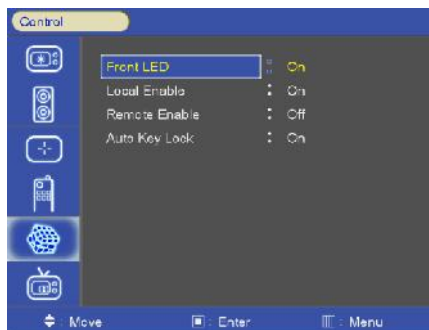 Control
Front LED : On
Local Enable : On
Remote Enable : Off
Auto Key Lock : On
: Move : Enter : Menu